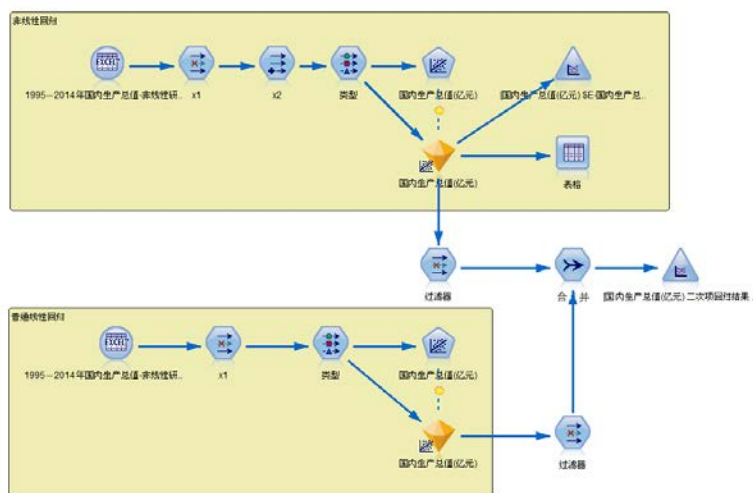 非线性回归
EXCEL
1995--2014年国内生产总值-非线性研..
x1
x2
类型
国内生产总值(亿元)
[国内生产总值(亿元) $E-国内生产总..
国内生产总值(亿元)
表格
过滤器
合并
[国内生产总值(亿元) 二次项回归结果..
普通线性回归
EXCEL
1995--2014年国内生产总值-非线性研..
x1
类型
国内生产总值(亿元)
国内生产总值(亿元)
过滤器